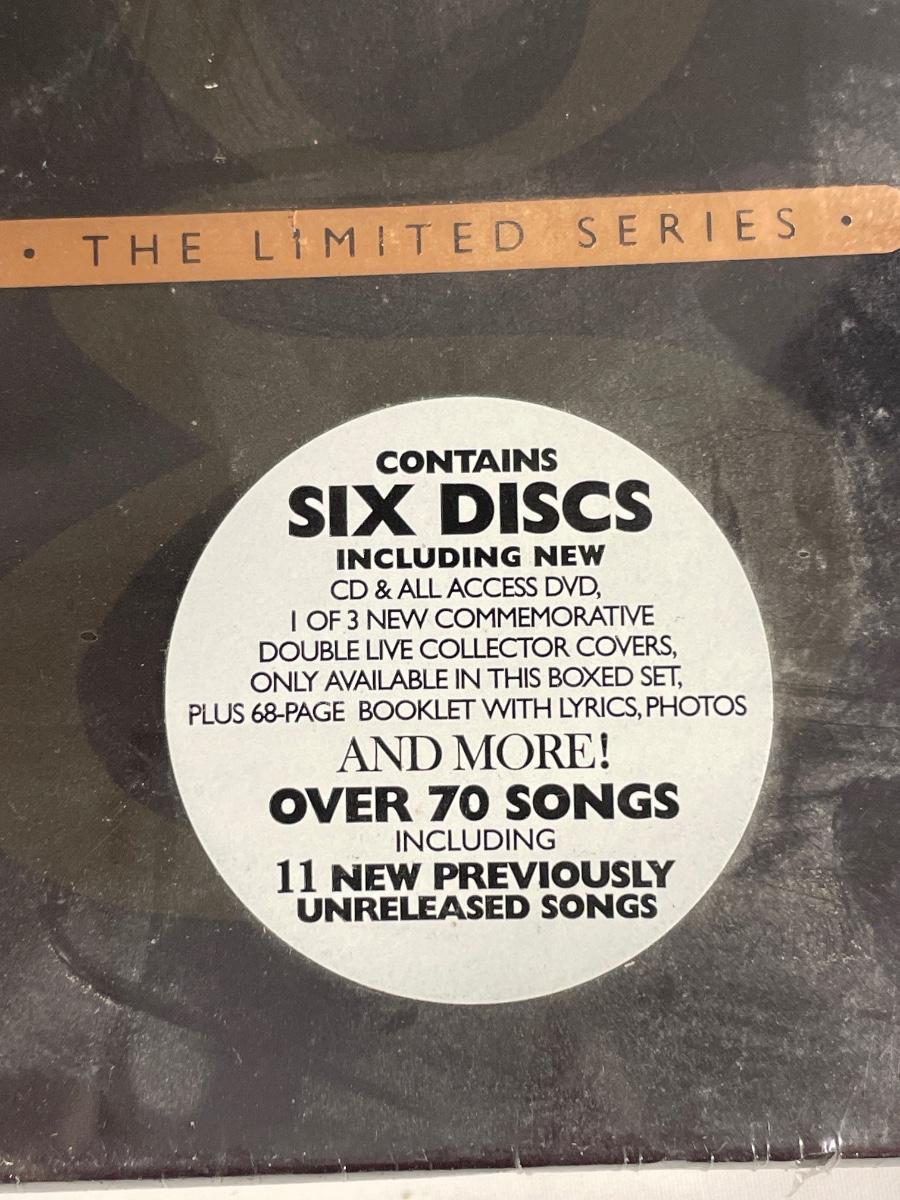 • THE LIMITED SERIES •
CONTAINS
SIX DISCS
INCLUDING NEW
CD & ALL ACCESS DVD,
1 OF 3 NEW COMMEMORATIVE
DOUBLE LIVE COLLECTOR COVERS,
ONLY AVAILABLE IN THIS BOXED SET,
PLUS 68-PAGE BOOKLET WITH LYRICS, PHOTOS
AND MORE!
OVER 70 SONGS
INCLUDING
11 NEW PREVIOUSLY
UNRELEASED SONGS